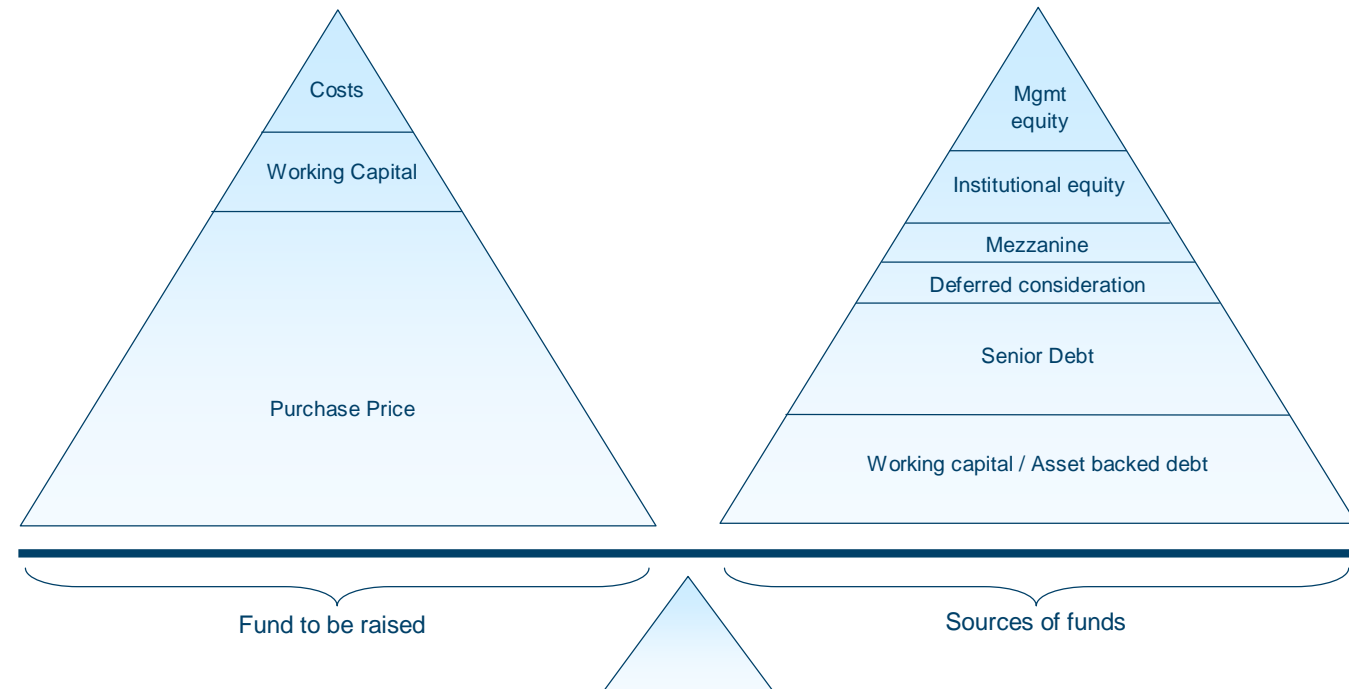 Costs
Working Capital
Purchase Price
Fund to be raised
Mgmt
equity
Institutional equity
Mezzanine
Deferred consideration
Senior Debt
Working capital / Asset backed debt
Sources of funds